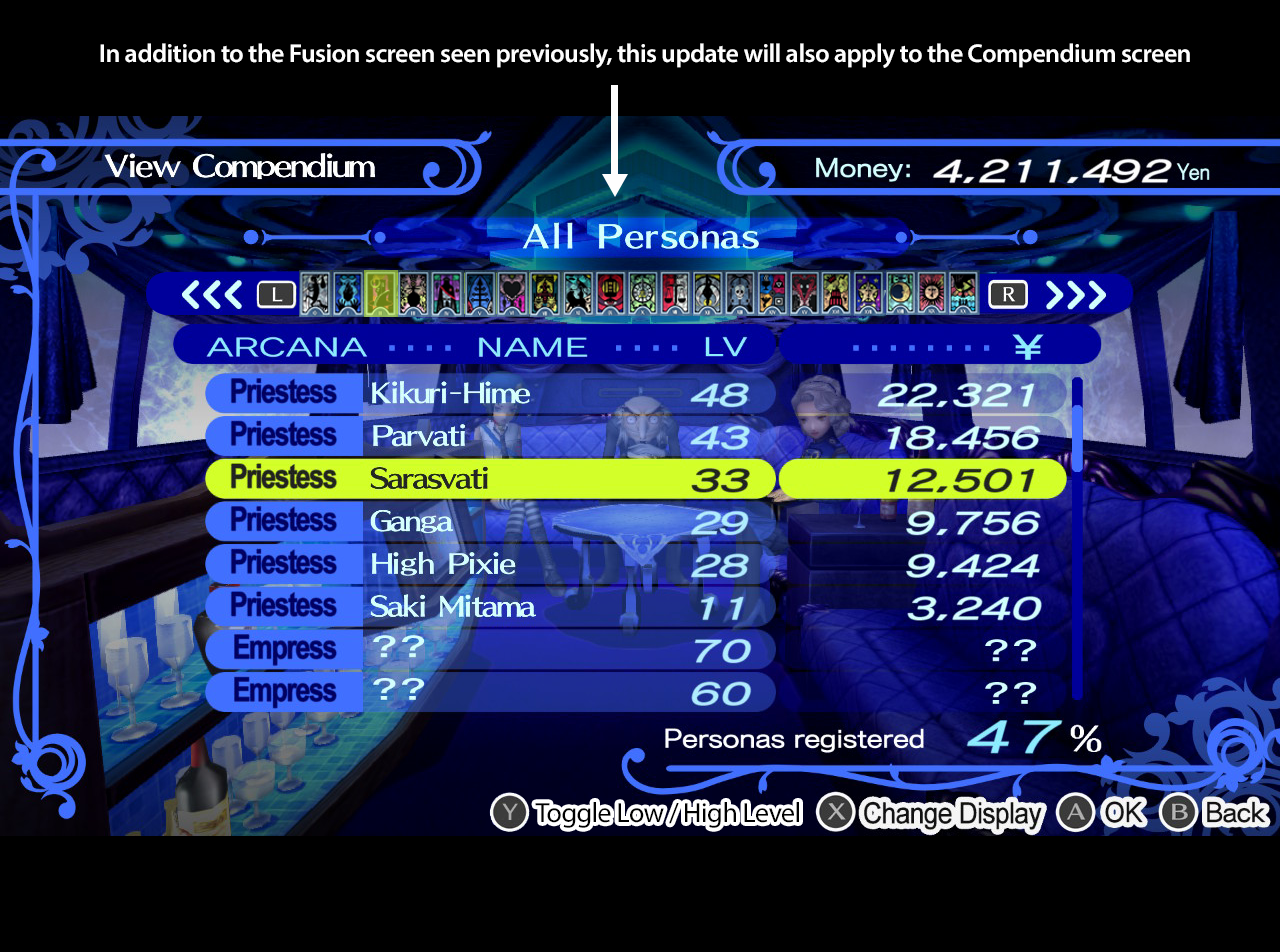 In addition to the Fusion screen seen previously, this update will also apply to the Compendium screen
View Compendium
Money: 4,211,492 Yen
All Personas
<<< L R >>>
ARCANA ···· NAME ···· LV ········ ¥
Priestess Kikuri-Hime 48 22,321
Priestess Parvati 43 18,456
Priestess Sarasvati 33 12,501
Priestess Ganga 29 9,756
Priestess High Pixie 28 9,424
Priestess Saki Mitama 11 3,240
Empress ?? 70 ??
Empress ?? 60 ??
Personas registered 47 %
Y Toggle Low/High Level X Change Display A OK B Back